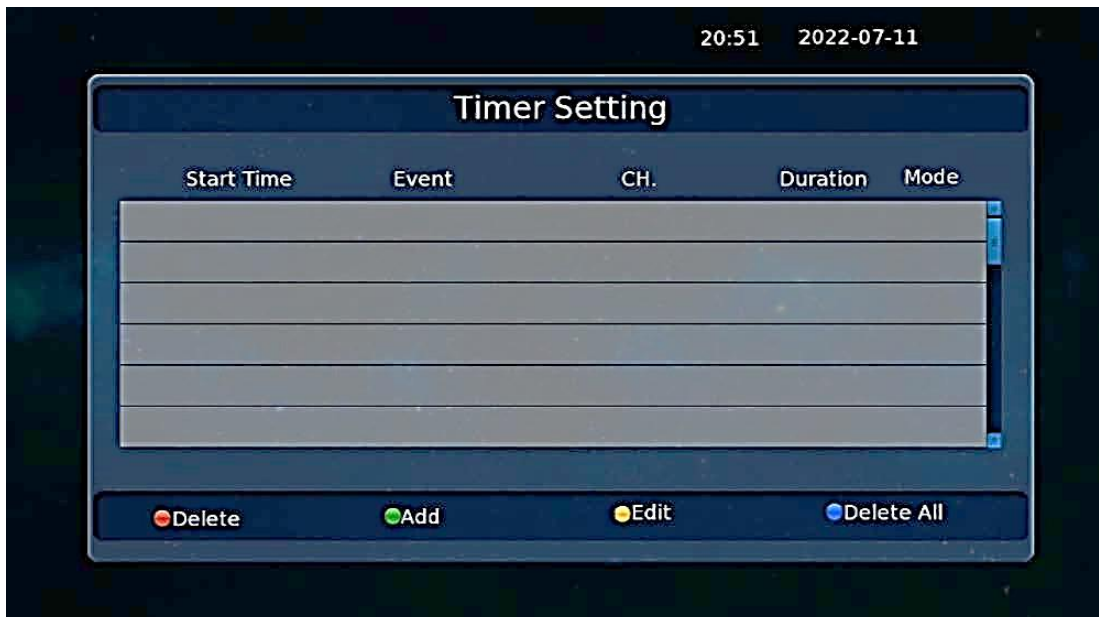 20:51 2022-07-11
Timer Setting
Start Time Event CH. Duration Mode
Delete Add Edit Delete All